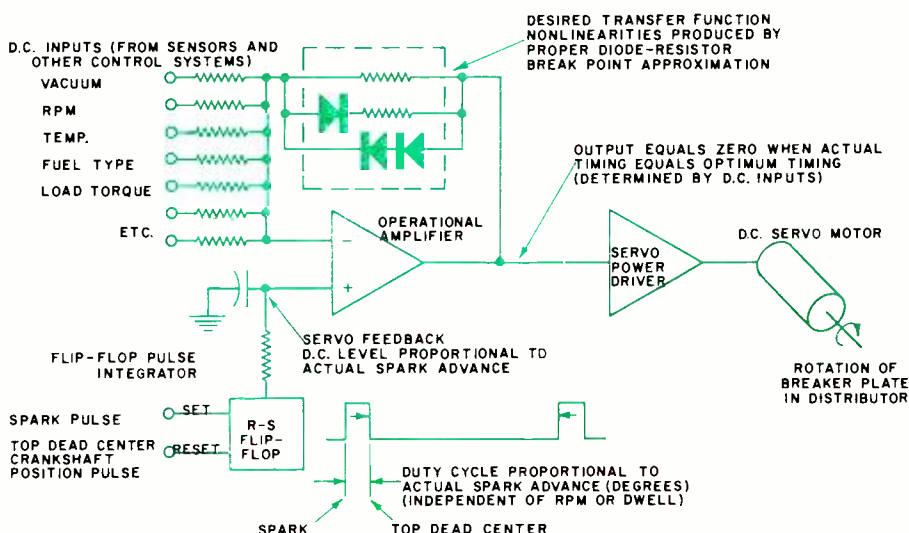 DESIRED TRANSFER FUNCTION
NONLINEARITIES PRODUCED BY
PROPER DIODE-RESISTOR
BREAK POINT APPROXIMATION
D.C. INPUTS (FROM SENSORS AND
OTHER CONTROL SYSTEMS)
VACUUM
RPM
TEMP.
FUEL TYPE
LOAD TORQUE
ETC.
OUTPUT EQUALS ZERO WHEN ACTUAL
TIMING EQUALS OPTIMUM TIMING
(DETERMINED BY D.C. INPUTS)
OPERATIONAL
AMPLIFIER
−
+
SERVO
POWER
DRIVER
D.C. SERVO MOTOR
ROTATION OF
BREAKER PLATE
IN DISTRIBUTOR
SERVO FEEDBACK
D.C. LEVEL PROPORTIONAL TO
ACTUAL SPARK ADVANCE
FLIP-FLOP PULSE
INTEGRATOR
SPARK PULSE
SET
TOP DEAD CENTER
CRANKSHAFT
POSITION PULSE
RESET
R-S
FLIP-
FLOP
DUTY CYCLE PROPORTIONAL TO
ACTUAL SPARK ADVANCE (DEGREES)
(INDEPENDENT OF RPM OR DWELL)
SPARK
TOP DEAD CENTER